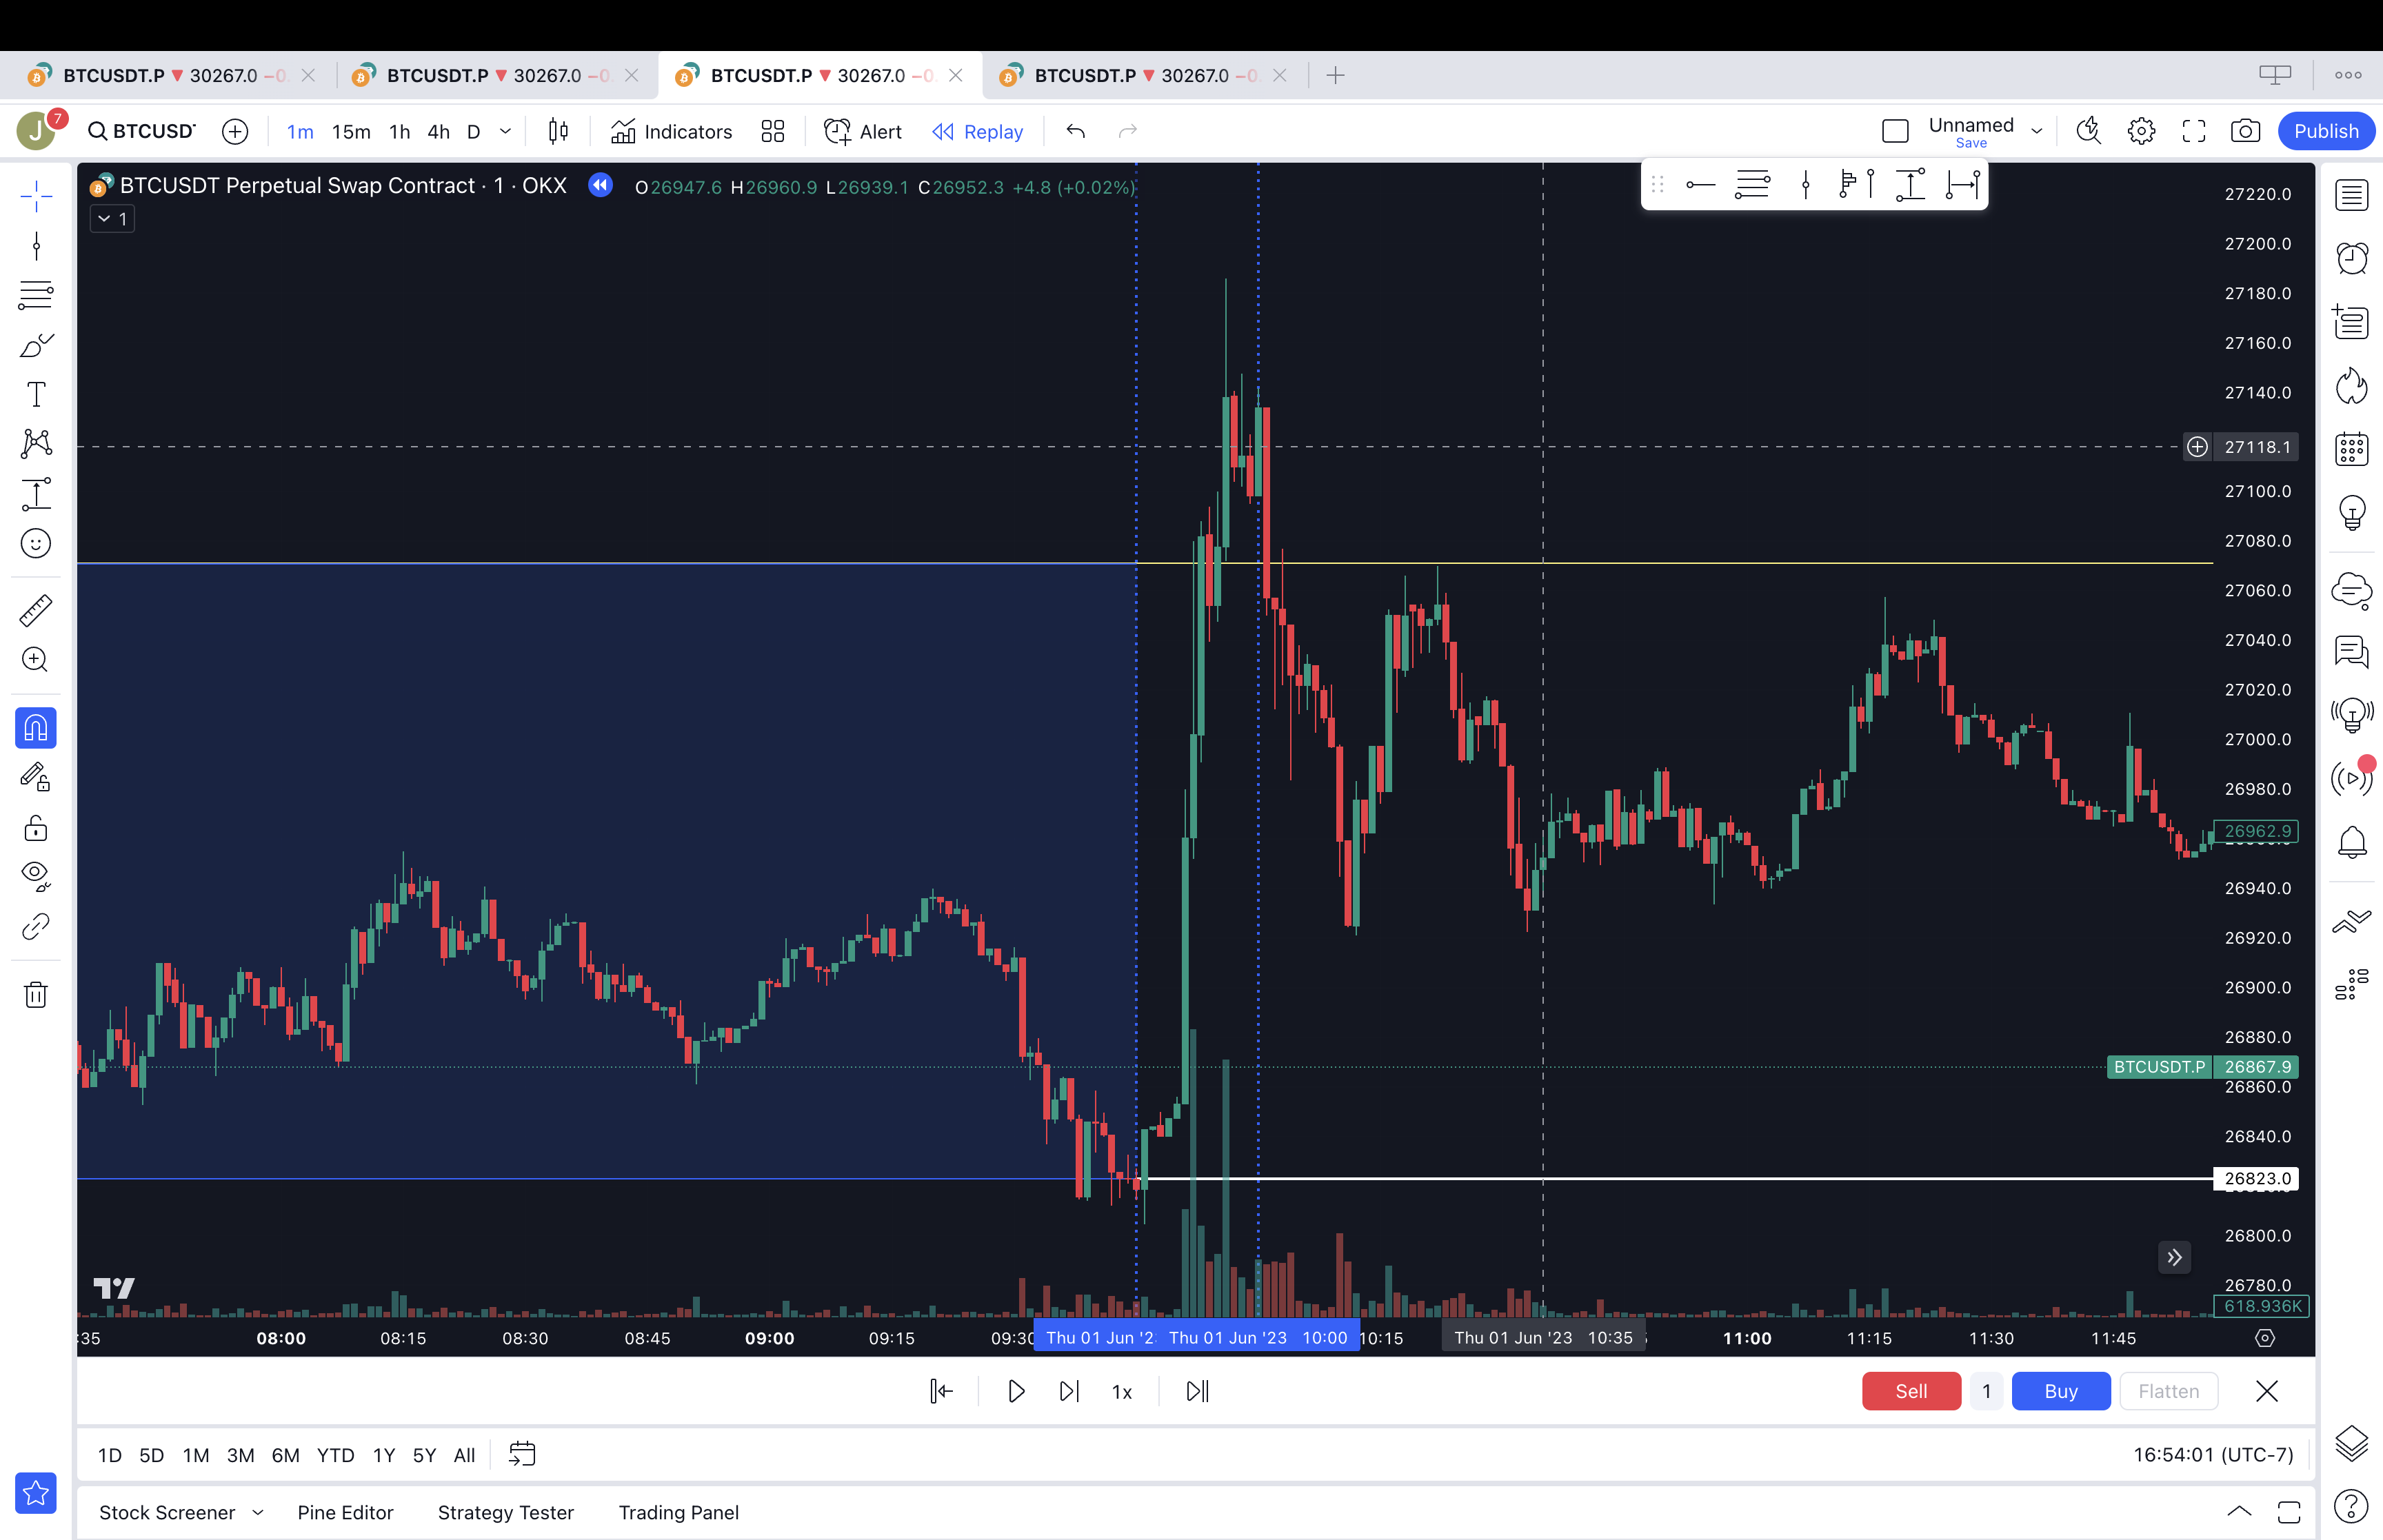 BTCUSDT.P ▼ 30267.0 −0. BTCUSDT.P ▼ 30267.0 −0. BTCUSDT.P ▼ 30267.0 −0. BTCUSDT.P ▼ 30267.0 −0.
J 7 BTCUSD 1m 15m 1h 4h D Indicators Alert Replay Unnamed Publish
Save
BTCUSDT Perpetual Swap Contract · 1 · OKX O26947.6 H26960.9 L26939.1 C26952.3 +4.8 (+0.02%)
1
27220.0
27200.0
27180.0
27160.0
27140.0
27118.1
27100.0
27080.0
27060.0
27040.0
27020.0
27000.0
26980.0
26962.9
26940.0
26920.0
26900.0
26880.0
BTCUSDT.P 26867.9
26860.0
26840.0
26823.0
26800.0
26780.0
618.936K
:35 08:00 08:15 08:30 08:45 09:00 09:15 09:30 Thu 01 Jun '2 Thu 01 Jun '23 10:00 10:15 Thu 01 Jun '23 10:35 11:00 11:15 11:30 11:45
1x Sell 1 Buy Flatten
1D 5D 1M 3M 6M YTD 1Y 5Y All 16:54:01 (UTC-7)
Stock Screener Pine Editor Strategy Tester Trading Panel